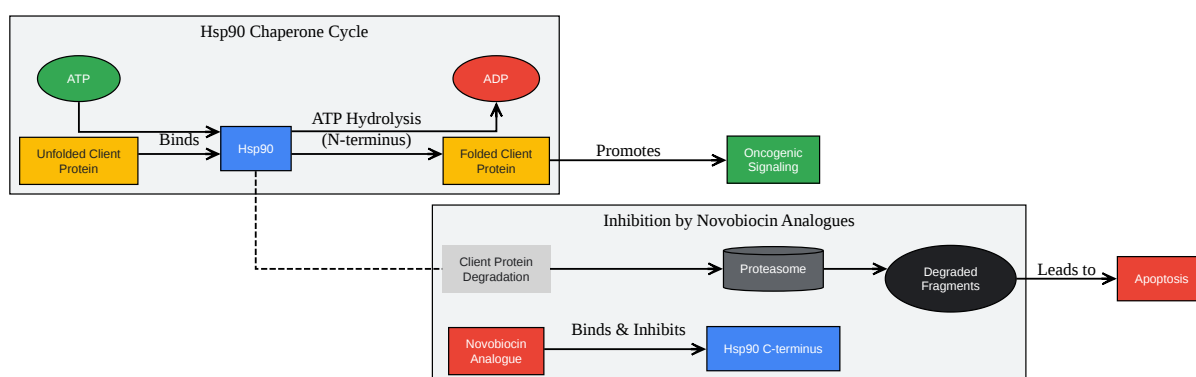 Hsp90 Chaperone Cycle
ATP
ADP
ATP Hydrolysis
(N-terminus)
Binds
Unfolded Client
Protein
Hsp90
Folded Client
Protein
Promotes
Oncogenic
Signaling
Inhibition by Novobiocin Analogues
Client Protein
Degradation
Proteasome
Degraded
Fragments
Leads to
Apoptosis
Novobiocin
Analogue
Binds & Inhibits
Hsp90 C-terminus